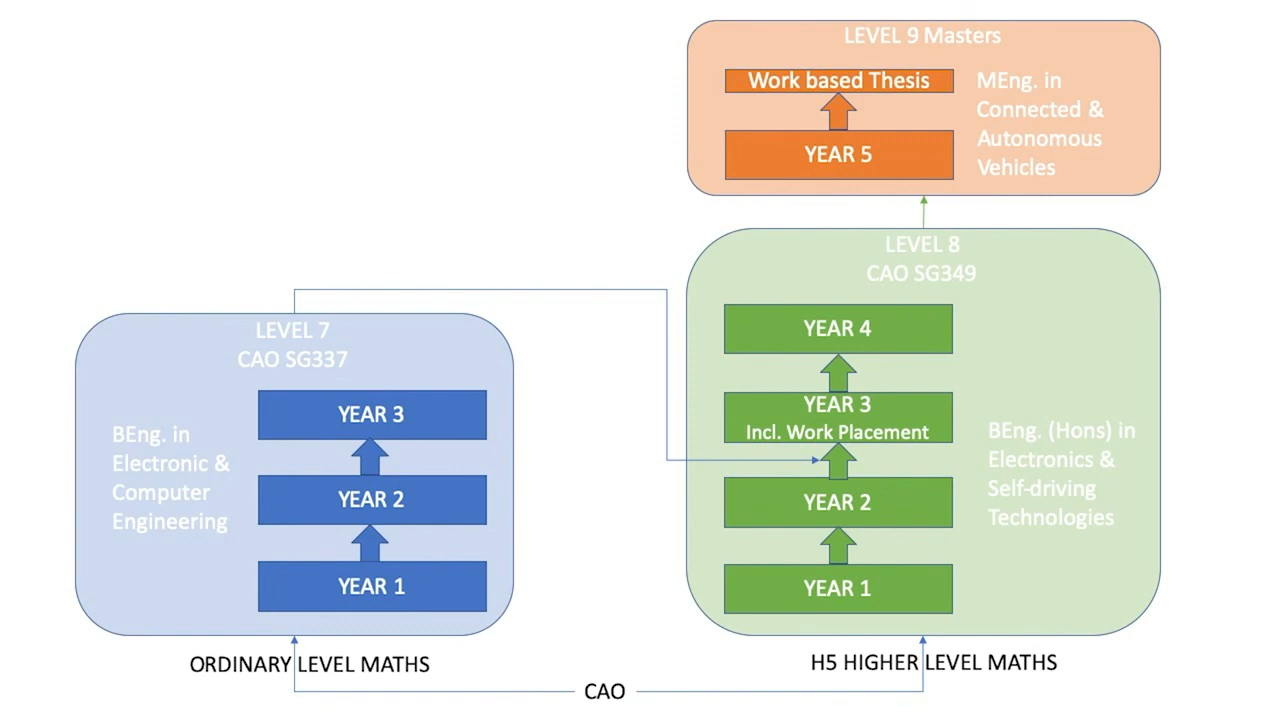 LEVEL 9 Masters
Work based Thesis
YEAR 5
MEng. in
Connected &
Autonomous
Vehicles
LEVEL 8
CAO SG349
YEAR 4
YEAR 3
Incl. Work Placement
YEAR 2
YEAR 1
BEng. (Hons) in
Electronics &
Self-driving
Technologies
LEVEL 7
CAO SG337
YEAR 3
YEAR 2
YEAR 1
BEng. in
Electronic &
Computer
Engineering
ORDINARY LEVEL MATHS
H5 HIGHER LEVEL MATHS
CAO